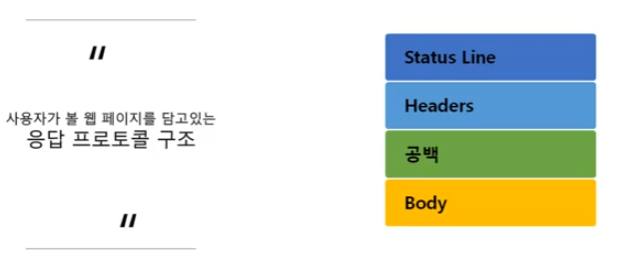 "
사용자가 볼 웹 페이지를 담고있는
응답 프로토콜 구조
"
Status Line
Headers
공백
Body